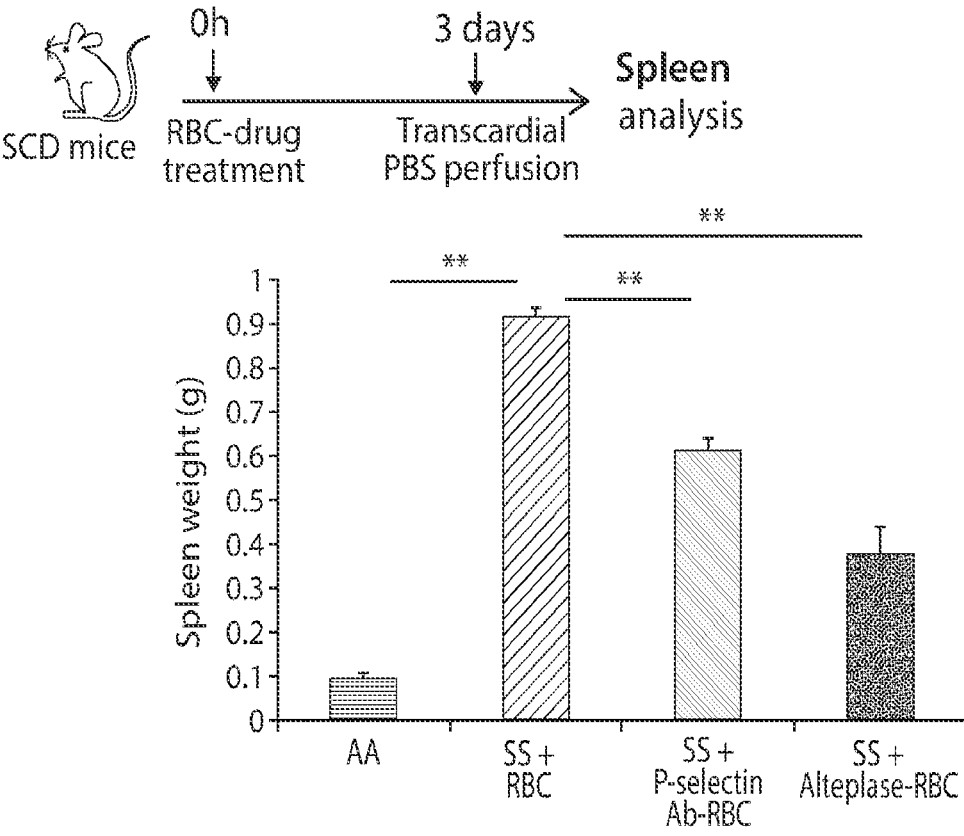 0h
3 days
SCD mice
RBC-drug
treatment
Transcardial
PBS perfusion
Spleen
analysis
**
**
**
Spleen weight (g)
1
0.9
0.8
0.7
0.6
0.5
0.4
0.3
0.2
0.1
0
AA
SS +
RBC
SS +
P-selectin
Ab-RBC
SS +
Alteplase-RBC